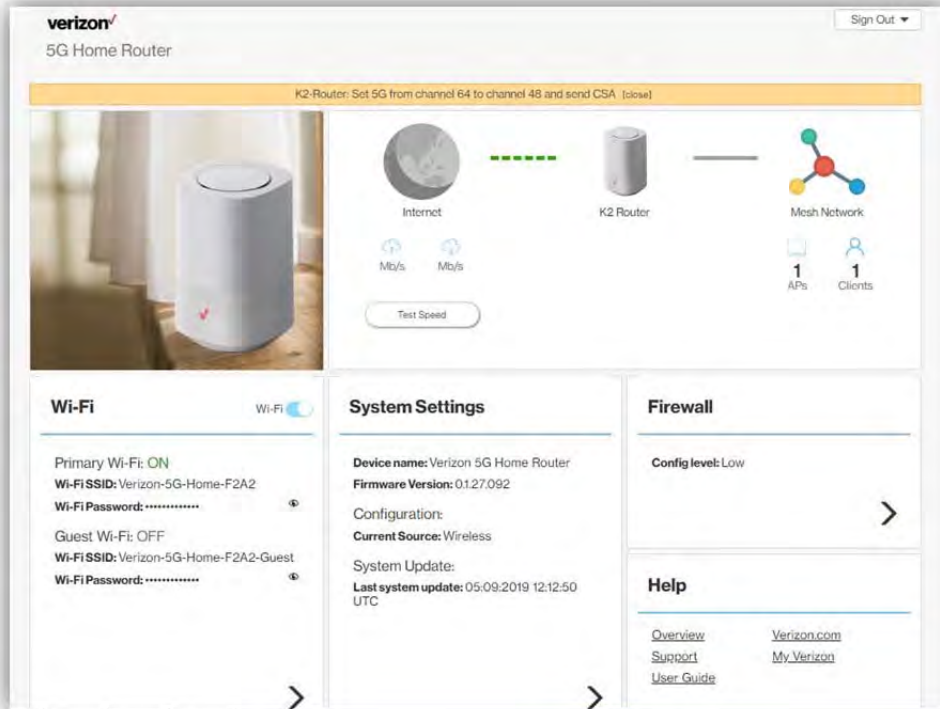 verizon
Sign Out
5G Home Router
K2-Router: Set 5G from channel 64 to channel 48 and send CSA [close]
Internet
K2 Router
Mesh Network
Mb/s Mb/s
1 1
APs Clients
Test Speed
Wi-Fi
Wi-Fi
Primary Wi-Fi: ON
Wi-Fi SSID: Verizon-5G-Home-F2A2
Wi-Fi Password: •••••••••••••
Guest Wi-Fi: OFF
Wi-Fi SSID: Verizon-5G-Home-F2A2-Guest
Wi-Fi Password: •••••••••••••
System Settings
Device name: Verizon 5G Home Router
Firmware Version: 0.1.27.092
Configuration:
Current Source: Wireless
System Update:
Last system update: 05:09:2019 12:12:50
UTC
Firewall
Config level: Low
Help
Overview Verizon.com
Support My Verizon
User Guide